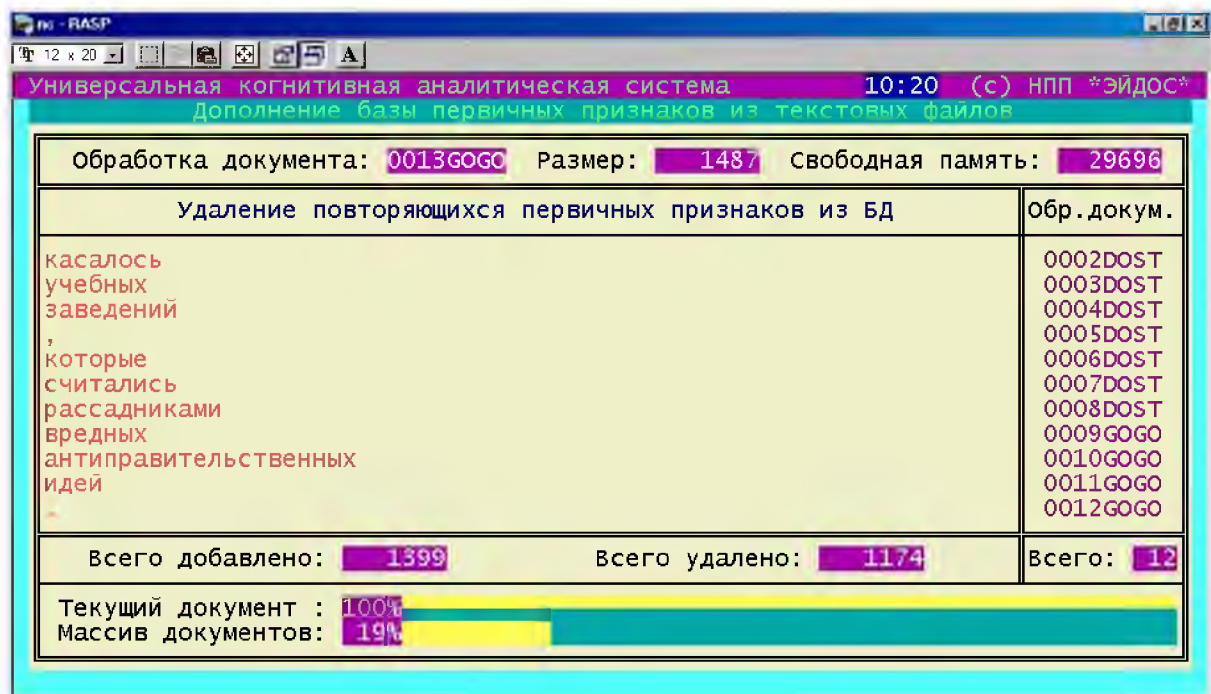 nc - RASP
12 x 20 A
Универсальная когнитивная аналитическая система 10:20 (c) НПП *ЭЙДОС*
Дополнение базы первичных признаков из текстовых файлов
Обработка документа: 0013GOGO Размер: 1487 Свободная память: 29696
Удаление повторяющихся первичных признаков из БД Обр.докум.
касалось 0002DOST
учебных 0003DOST
заведений 0004DOST
, 0005DOST
которые 0006DOST
считались 0007DOST
рассадниками 0008DOST
вредных 0009GOGO
антиправительственных 0010GOGO
идей 0011GOGO
. 0012GOGO
Всего добавлено: 1399 Всего удалено: 1174 Всего: 12
Текущий документ : 100%
Массив документов: 19%